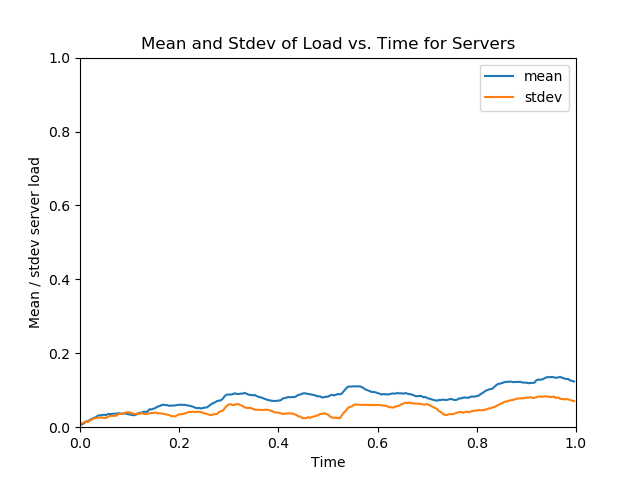 Mean and Stdev of Load vs. Time for Servers
mean
stdev
Mean / stdev server load
1.0
0.8
0.6
0.4
0.2
0.0
0.0 0.2 0.4 0.6 0.8 1.0
Time